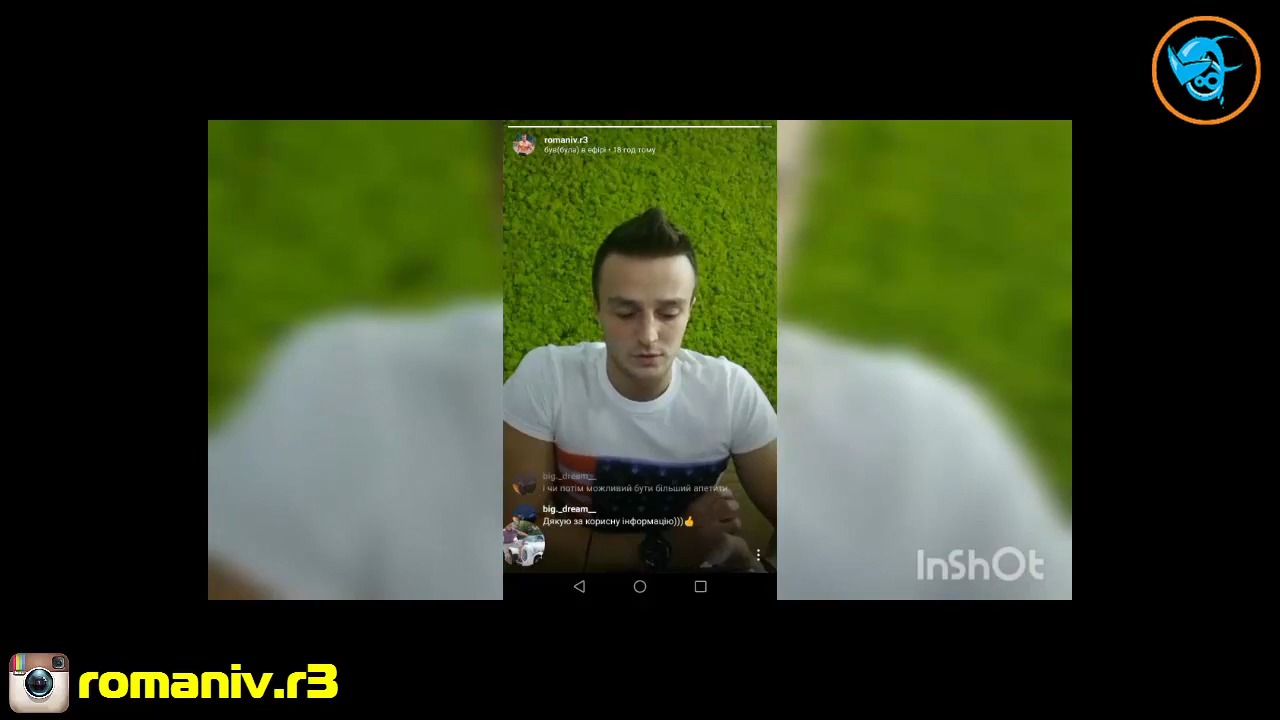 romaniv.r3
був(була) в ефірі • 18 год тому
big._dream__
і чи потім можливий бути більший апетити
big._dream__
Дякую за корисну інформацію)))👍
InShOt
romaniv.r3